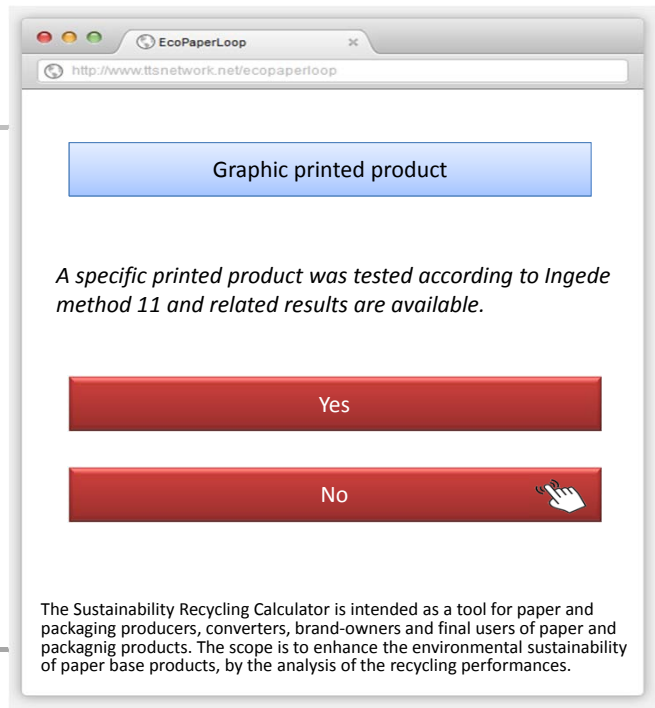 EcoPaperLoop
http://www.ttsnetwork.net/ecopaperloop
Graphic printed product
A specific printed product was tested according to Ingede
method 11 and related results are available.
Yes
No
The Sustainability Recycling Calculator is intended as a tool for paper and
packaging producers, converters, brand-owners and final users of paper and
packagnig products. The scope is to enhance the environmental sustainability
of paper base products, by the analysis of the recycling performances.